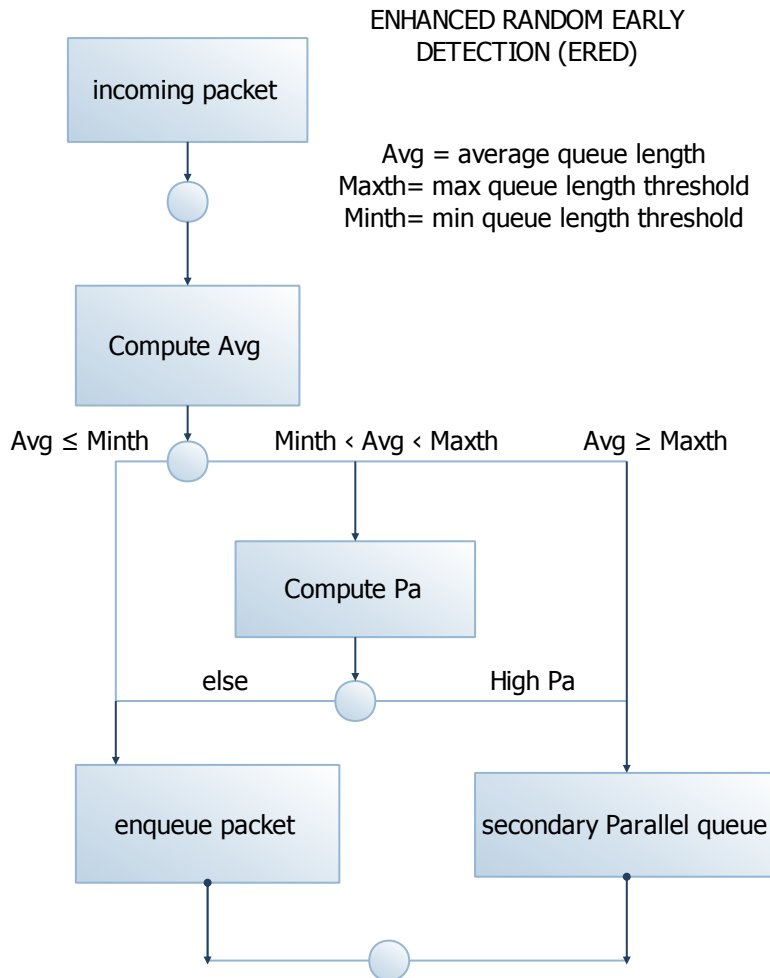 ENHANCED RANDOM EARLY
DETECTION (ERED)
incoming packet
Avg = average queue length
Maxth= max queue length threshold
Minth= min queue length threshold
Compute Avg
Avg ≤ Minth
Minth ‹ Avg ‹ Maxth
Avg ≥ Maxth
Compute Pa
else
High Pa
enqueue packet
secondary Parallel queue